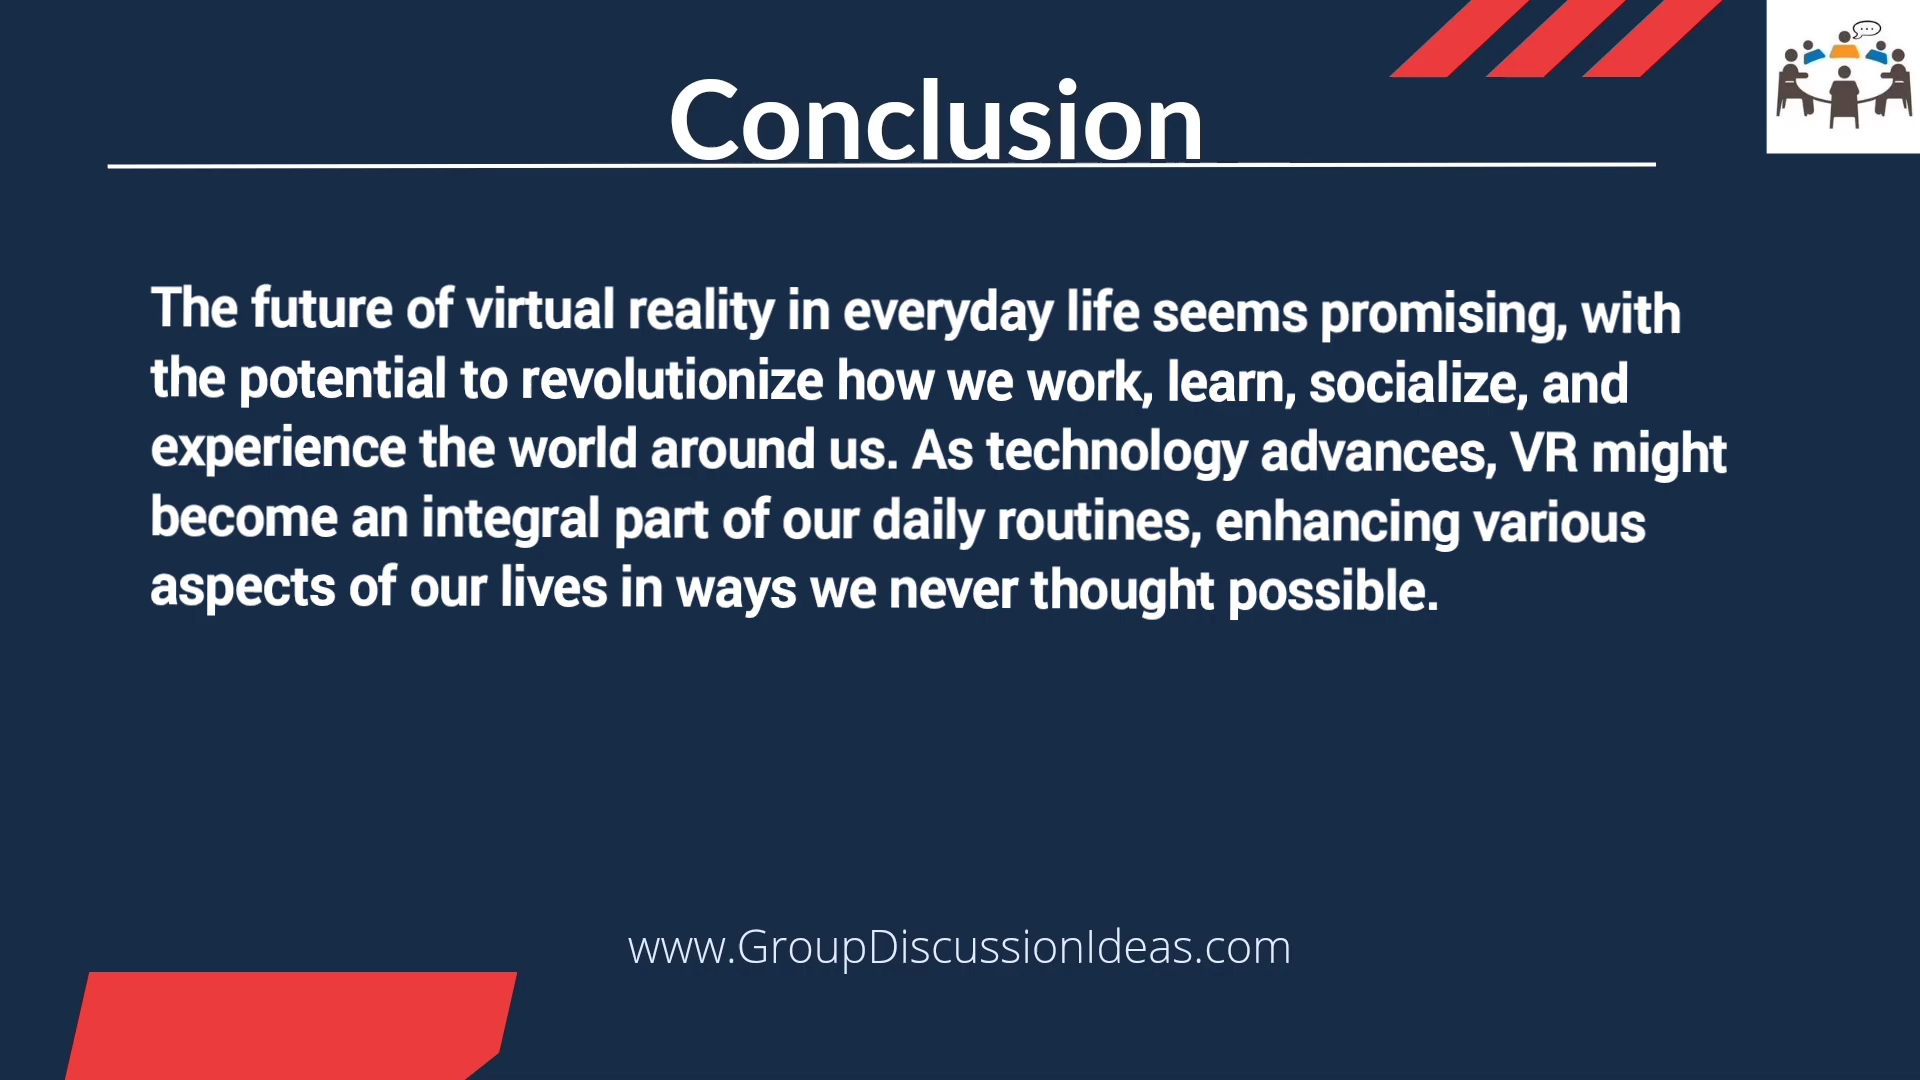 Conclusion
The future of virtual reality in everyday life seems promising, with
the potential to revolutionize how we work, learn, socialize, and
experience the world around us. As technology advances, VR might
become an integral part of our daily routines, enhancing various
aspects of our lives in ways we never thought possible.
www.GroupDiscussionIdeas.com